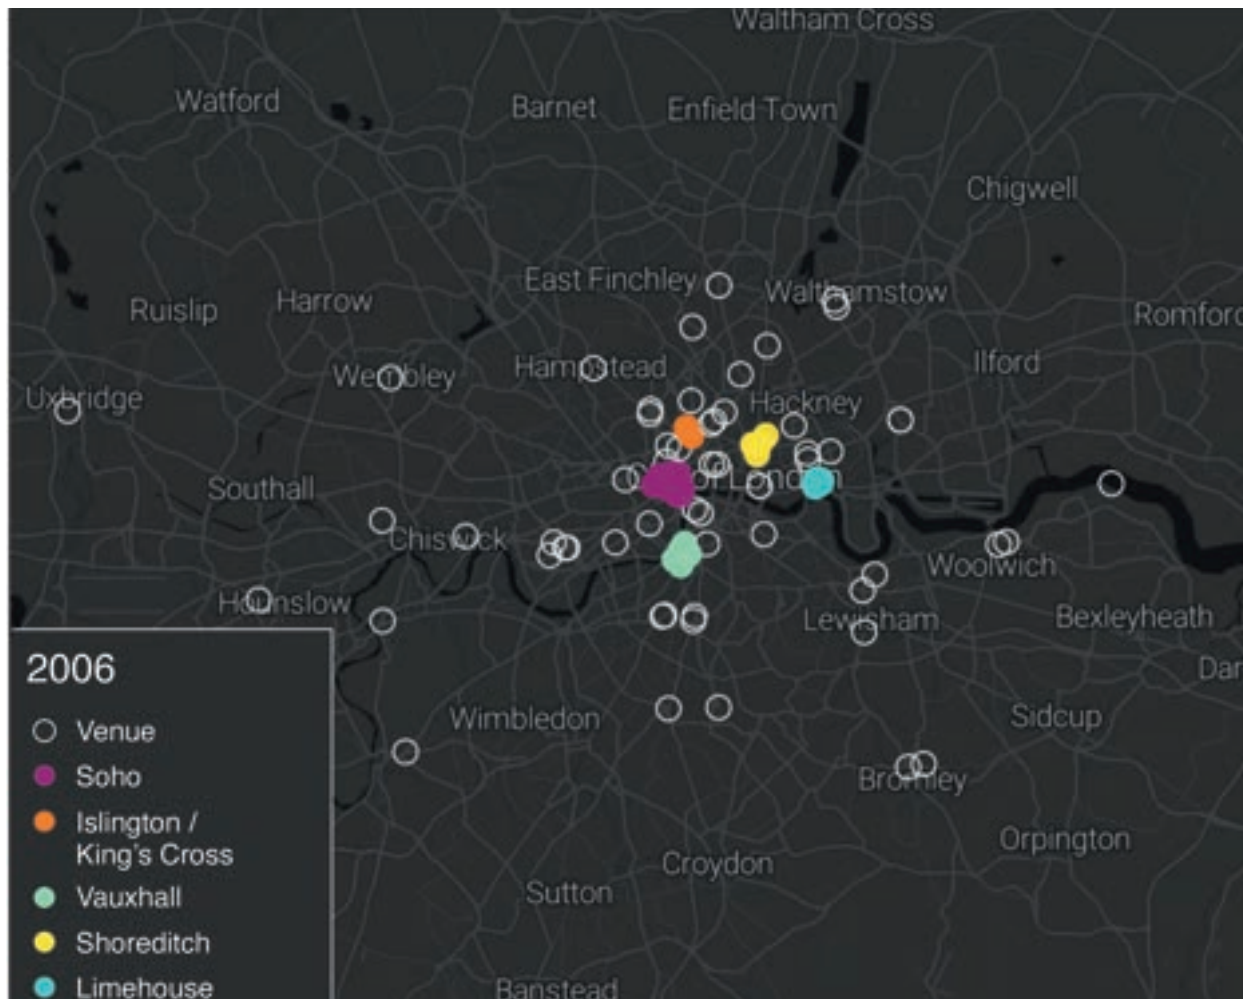 Waltham Cross
Watford
Barnet
Enfield Town
Chigwell
East Finchley
Walthamstow
Ruislip
Harrow
Romford
Wembley
Hampstead
Ilford
Uxbridge
Hackney
Southall
London
Chiswick
Woolwich
Hounslow
Lewisham
Bexleyheath
Dar
Wimbledon
Sidcup
Bromley
Orpington
Croydon
Sutton
Banstead
2006
Venue
Soho
Islington /
King's Cross
Vauxhall
Shoreditch
Limehouse